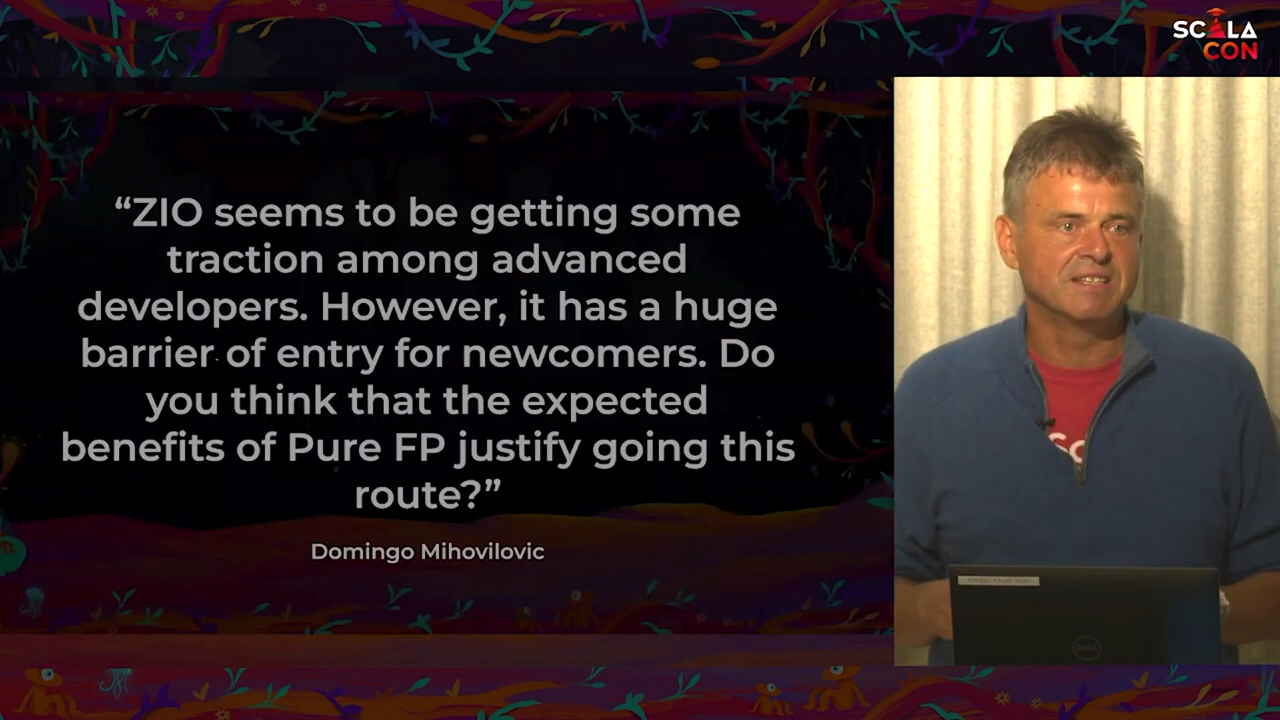 SCALA
CON
“ZIO seems to be getting some
traction among advanced
developers. However, it has a huge
barrier of entry for newcomers. Do
you think that the expected
benefits of Pure FP justify going this
route?”
Domingo Mihovilovic
DELL